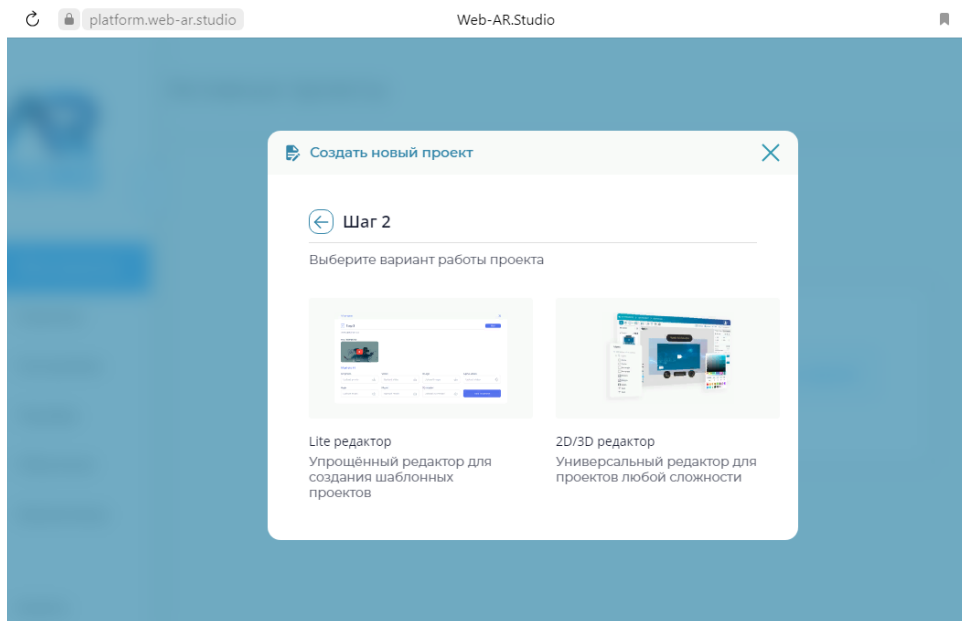 platform.web-ar.studio
Web-AR.Studio
Создать новый проект
Шаг 2
Выберите вариант работы проекта
Lite редактор
Упрощённый редактор для
создания шаблонных
проектов
2D/3D редактор
Универсальный редактор для
проектов любой сложности